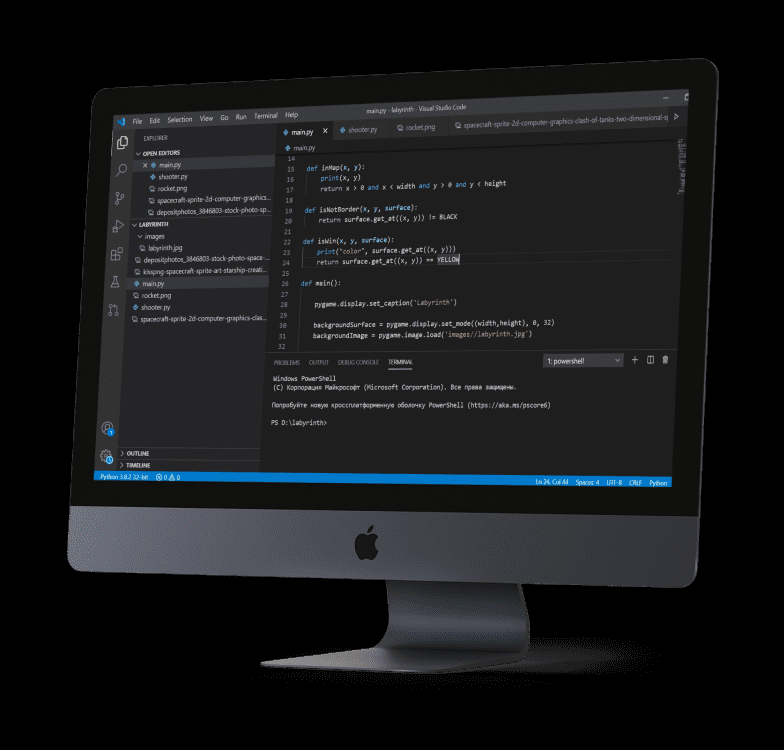 File Edit Selection View Go Run Terminal Help
main.py - labyrinth - Visual Studio Code
EXPLORER
OPEN EDITORS
main.py
shooter.py
rocket.png
spacecraft-sprite-2d-computer-graphics...
depositphotos_3846803-stock-photo-sp...
LABYRINTH
images
labyrinth.jpg
depositphotos_3846803-stock-photo-space-...
kisspng-spacecraft-sprite-art-starship-creati...
main.py
rocket.png
shooter.py
spacecraft-sprite-2d-computer-graphics-clas...
OUTLINE
TIMELINE
main.py shooter.py rocket.png spacecraft-sprite-2d-computer-graphics-clash-of-tanks-two-dimensional-s
main.py
14
15 def inMap(x, y):
16 print(x, y)
17 return x > 0 and x < width and y > 0 and y < height
18
19 def isNotBorder(x, y, surface):
20 return surface.get_at((x, y)) != BLACK
21
22 def isWin(x, y, surface):
23 print("color", surface.get_at((x, y)))
24 return surface.get_at((x, y)) == YELLOW
25
26 def main():
27
28 pygame.display.set_caption('Labyrinth')
29
30 backgroundSurface = pygame.display.set_mode((width,height), 0, 32)
31 backgroundImage = pygame.image.load('images//labyrinth.jpg')
32
PROBLEMS OUTPUT DEBUG CONSOLE TERMINAL 1: powershell
Windows PowerShell
(C) Корпорация Майкрософт (Microsoft Corporation). Все права защищены.
Попробуйте новую кроссплатформенную оболочку PowerShell (https://aka.ms/pscore6)
PS D:\labyrinth>
Python 3.8.2 32-bit 0 0 Ln 24, Col 44 Spaces: 4 UTF-8 CRLF Python